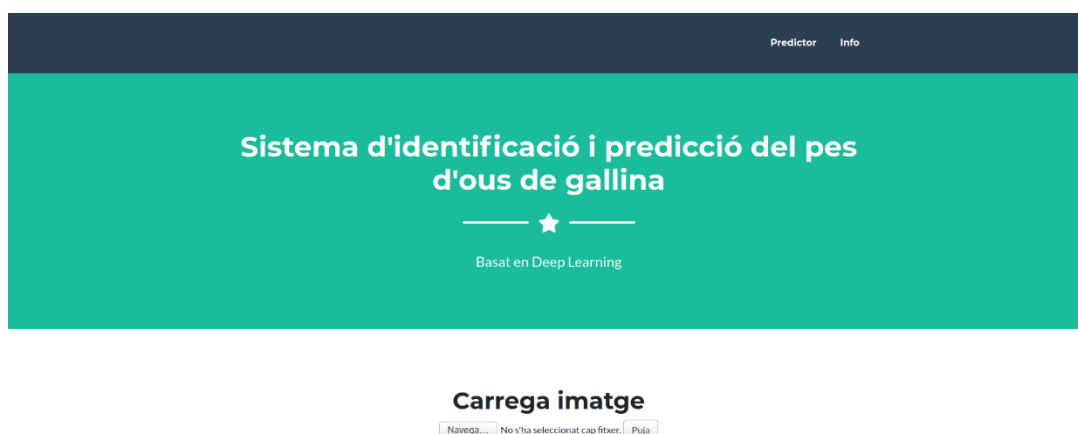 Predictor Info
Sistema d'identificació i predicció del pes
d'ous de gallina
Basat en Deep Learning
Carrega imatge
Navega... No s'ha seleccionat cap fitxer. Puja